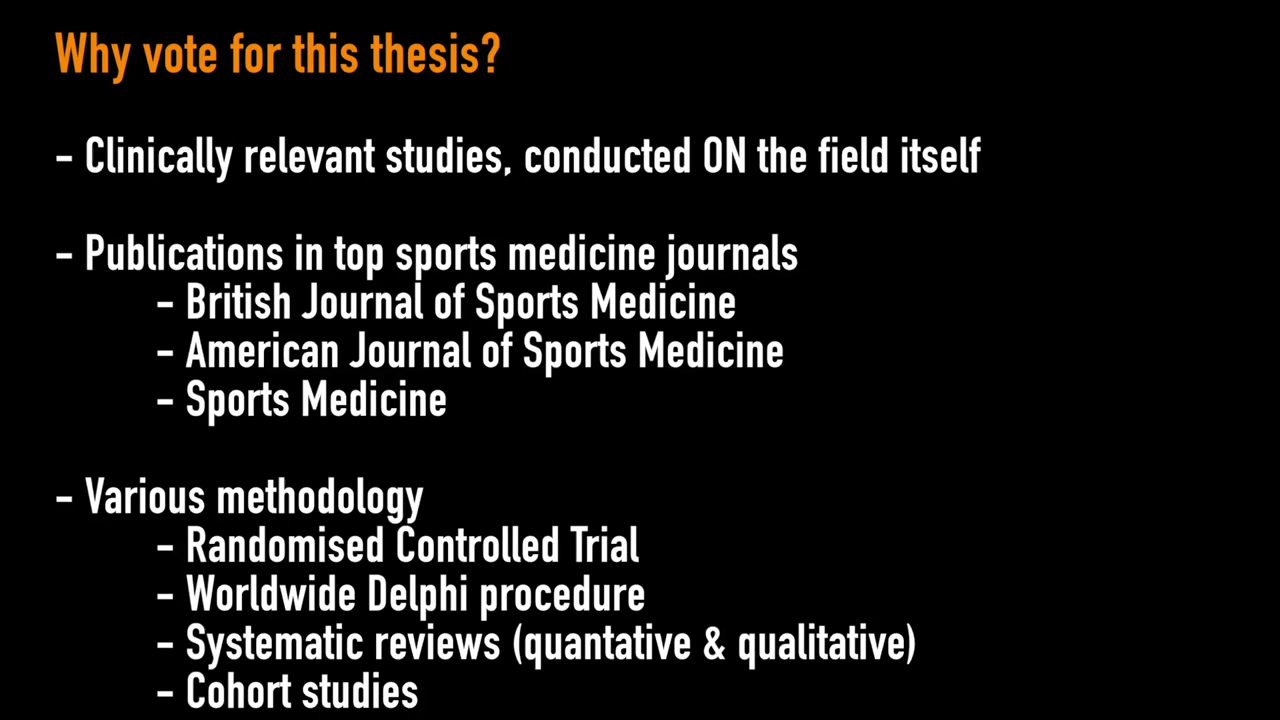 Why vote for this thesis?
- Clinically relevant studies, conducted ON the field itself
- Publications in top sports medicine journals
- British Journal of Sports Medicine
- American Journal of Sports Medicine
- Sports Medicine
- Various methodology
- Randomised Controlled Trial
- Worldwide Delphi procedure
- Systematic reviews (quantative & qualitative)
- Cohort studies